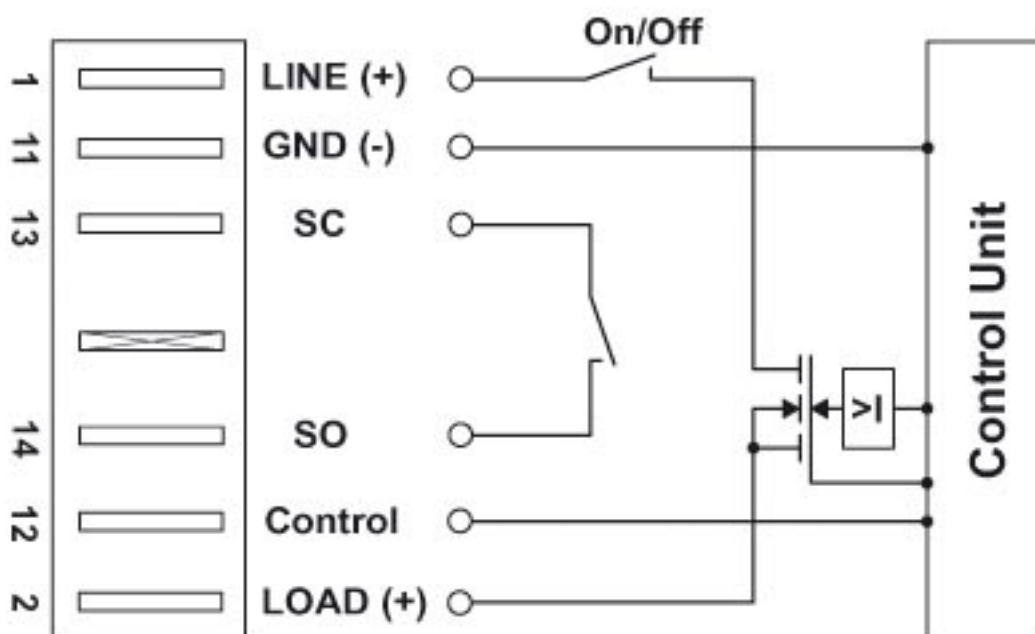 On/Off
1 LINE (+)
11 GND (-)
13 SC
14 SO
12 Control
2 LOAD (+)
>I
Control Unit